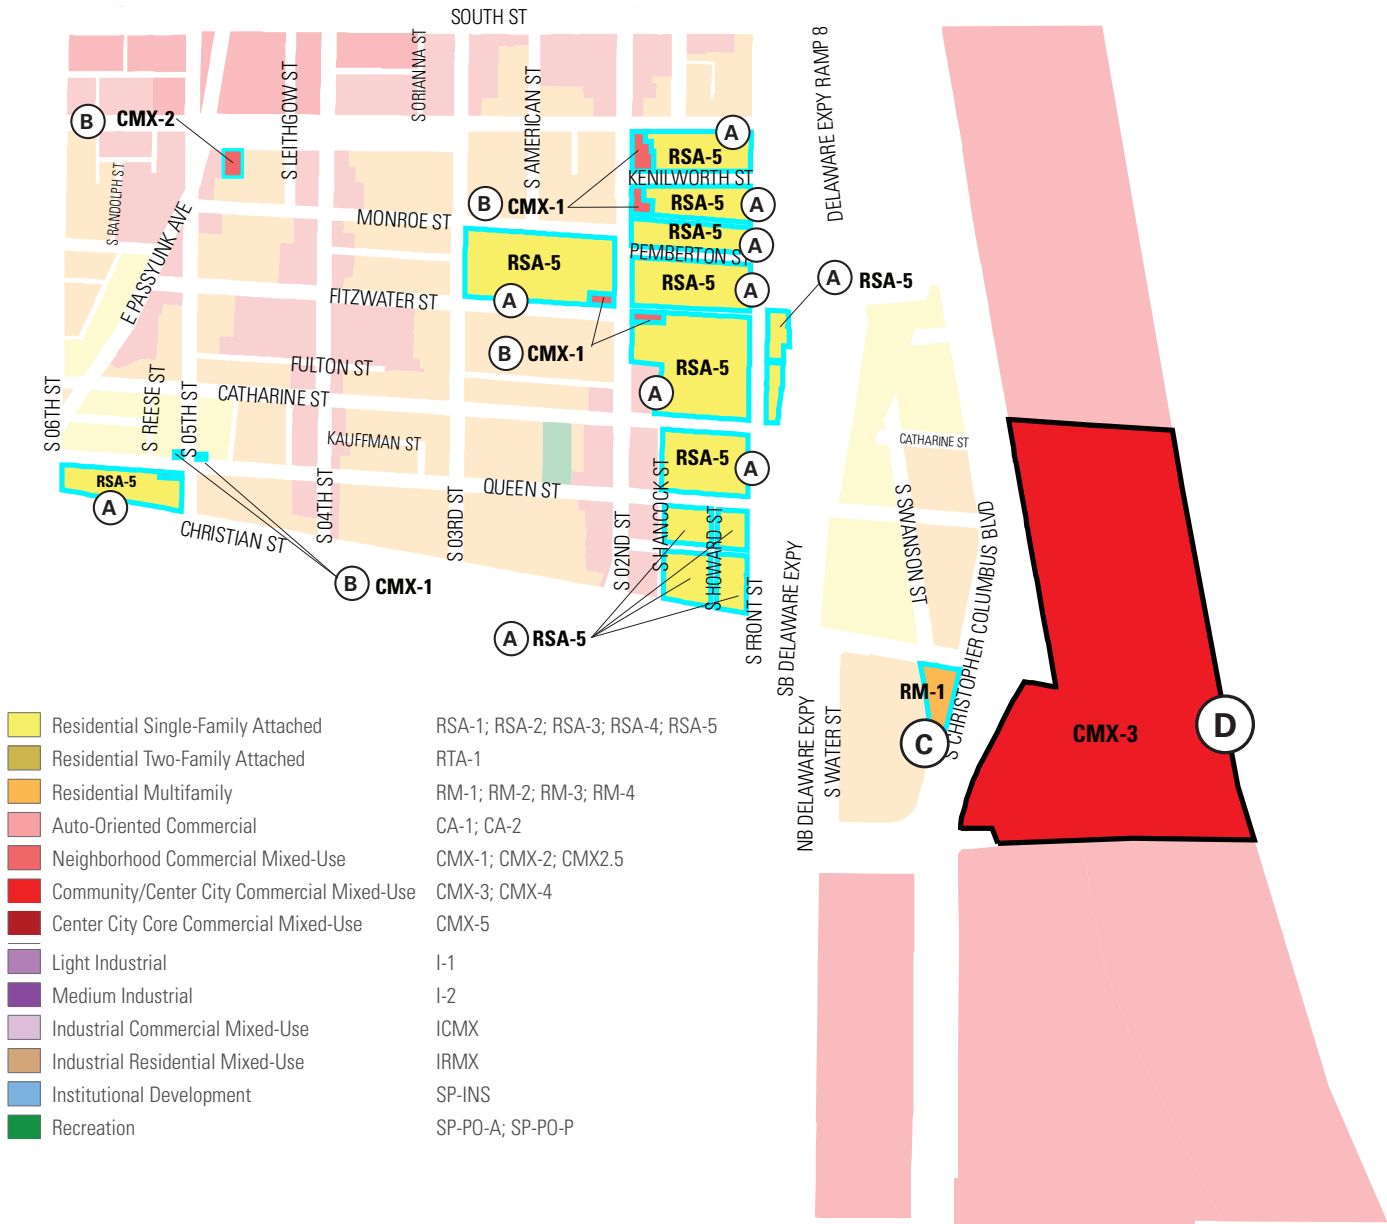 SOUTH ST
S ORIANNA ST
S LEITHGOW ST
S AMERICAN ST
DELAWARE EXPY RAMP 8
B CMX-2
A
RSA-5
KENILWORTH ST
S RANDOLPH ST
B CMX-1
RSA-5
A
MONROE ST
RSA-5
A
PEMBERTON ST
E PASSYUNK AVE
RSA-5
A
RSA-5
A
A RSA-5
FITZWATER ST
B CMX-1
RSA-5
A
FULTON ST
CATHARINE ST
S 06TH ST
S REESE ST
S 05TH ST
KAUFFMAN ST
CATHARINE ST
RSA-5
A
RSA-5
A
QUEEN ST
S 04TH ST
S 03RD ST
S 02ND ST
S HANCOCK ST
S HOWARD ST
S FRONT ST
SB DELAWARE EXPY
S SWANSON ST
S CHRISTOPHER COLUMBUS BLVD
CHRISTIAN ST
B CMX-1
A RSA-5
RM-1
C
NB DELAWARE EXPY
S WATER ST
CMX-3
D
Residential Single-Family Attached RSA-1; RSA-2; RSA-3; RSA-4; RSA-5
Residential Two-Family Attached RTA-1
Residential Multifamily RM-1; RM-2; RM-3; RM-4
Auto-Oriented Commercial CA-1; CA-2
Neighborhood Commercial Mixed-Use CMX-1; CMX-2; CMX2.5
Community/Center City Commercial Mixed-Use CMX-3; CMX-4
Center City Core Commercial Mixed-Use CMX-5
Light Industrial I-1
Medium Industrial I-2
Industrial Commercial Mixed-Use ICMX
Industrial Residential Mixed-Use IRMX
Institutional Development SP-INS
Recreation SP-PO-A; SP-PO-P